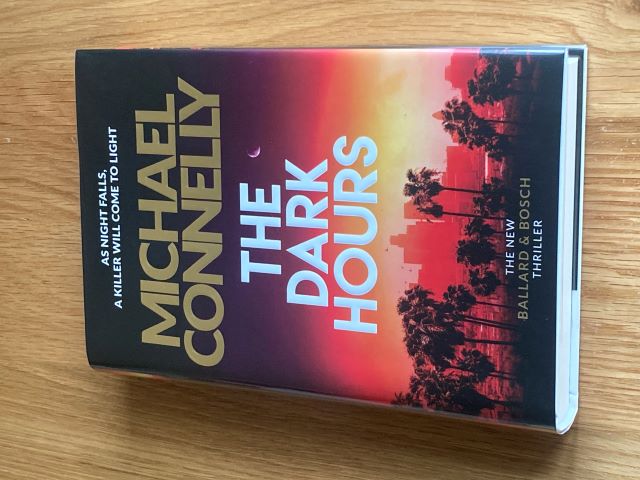 AS NIGHT FALLS,
A KILLER WILL COME TO LIGHT
MICHAEL
CONNELLY
THE
DARK
HOURS
THE NEW
BALLARD & BOSCH
THRILLER